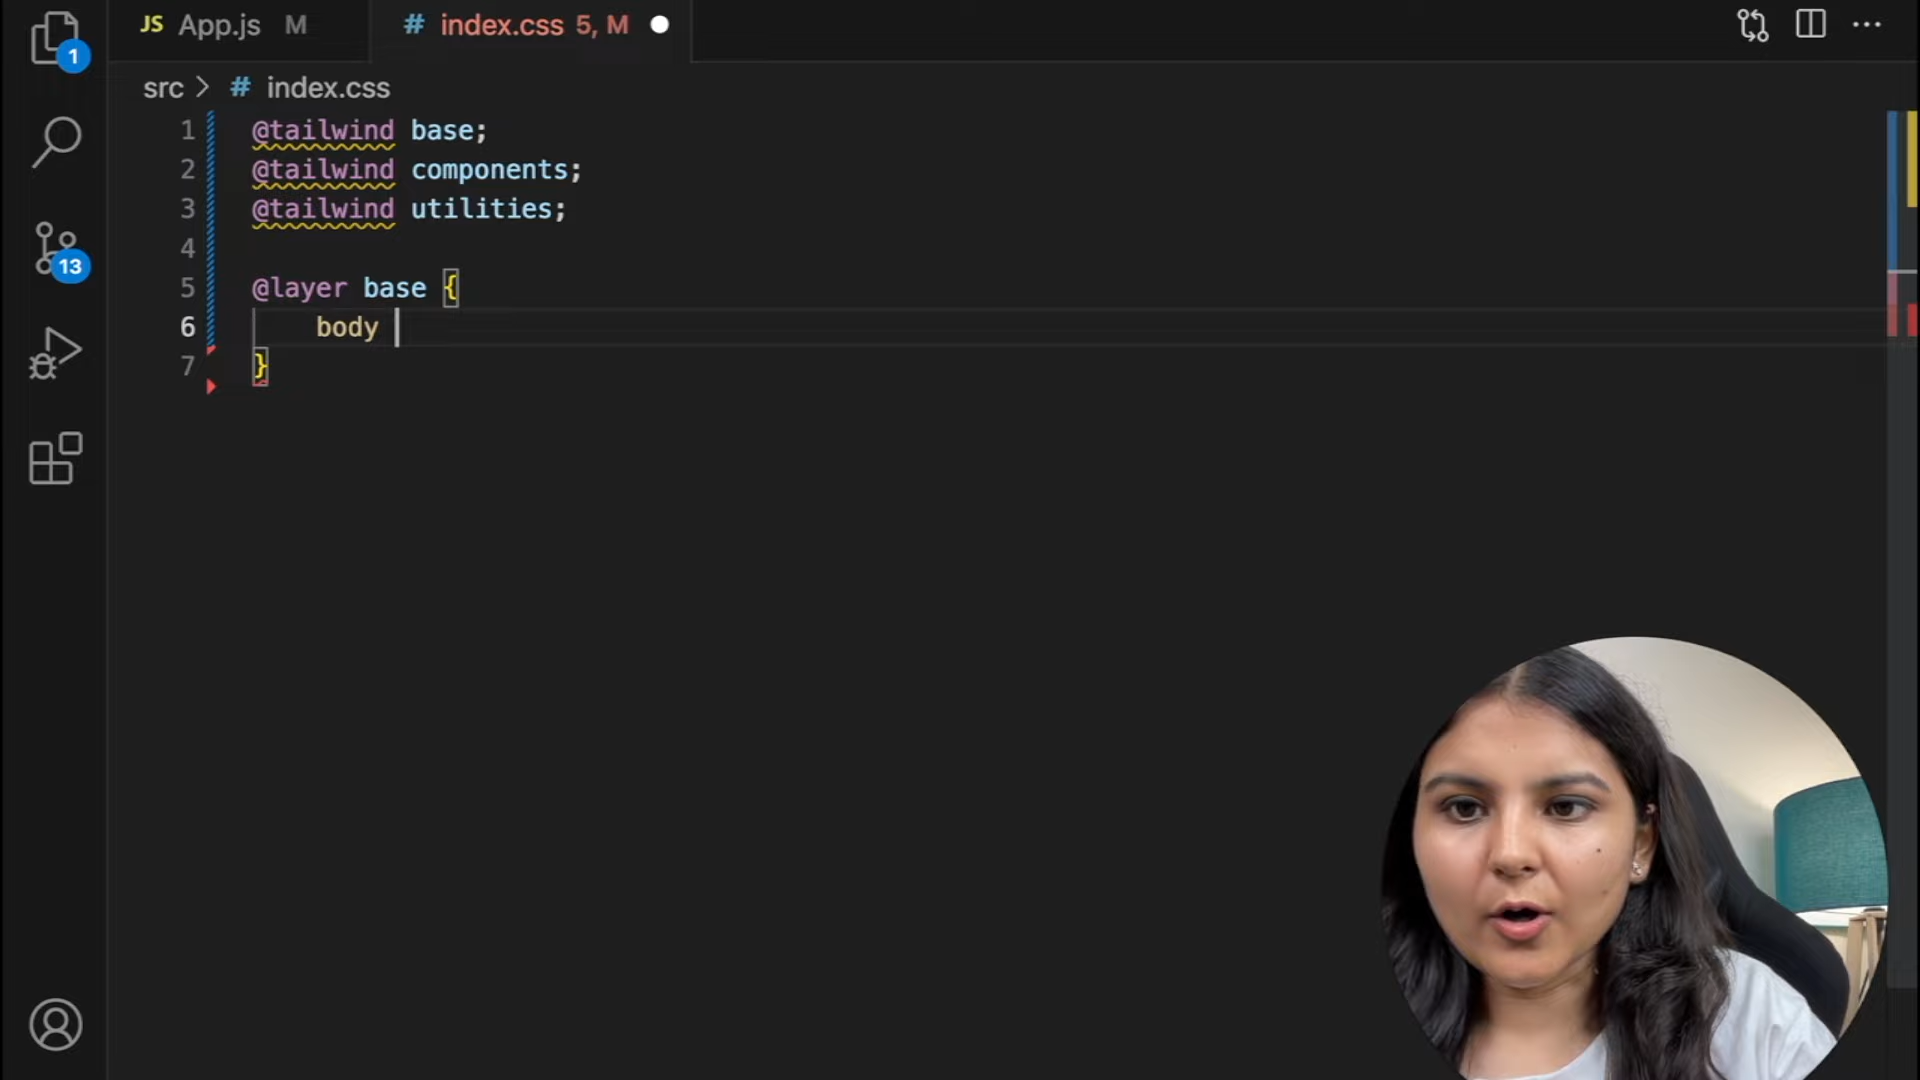 1
JS App.js M
# index.css 5, M
src > # index.css
1 @tailwind base;
2 @tailwind components;
3 @tailwind utilities;
4
5 @layer base {
6 body
7 }
13